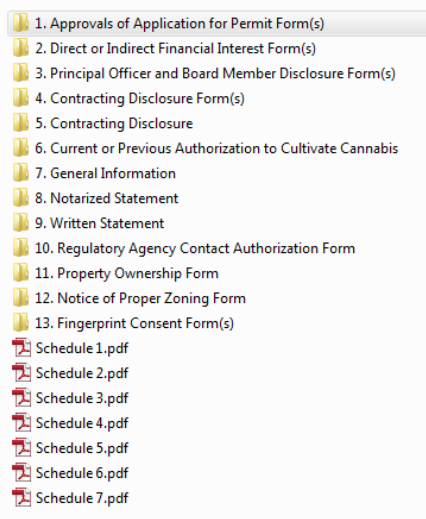 1. Approvals of Application for Permit Form(s)
2. Direct or Indirect Financial Interest Form(s)
3. Principal Officer and Board Member Disclosure Form(s)
4. Contracting Disclosure Form(s)
5. Contracting Disclosure
6. Current or Previous Authorization to Cultivate Cannabis
7. General Information
8. Notarized Statement
9. Written Statement
10. Regulatory Agency Contact Authorization Form
11. Property Ownership Form
12. Notice of Proper Zoning Form
13. Fingerprint Consent Form(s)
Schedule 1.pdf
Schedule 2.pdf
Schedule 3.pdf
Schedule 4.pdf
Schedule 5.pdf
Schedule 6.pdf
Schedule 7.pdf